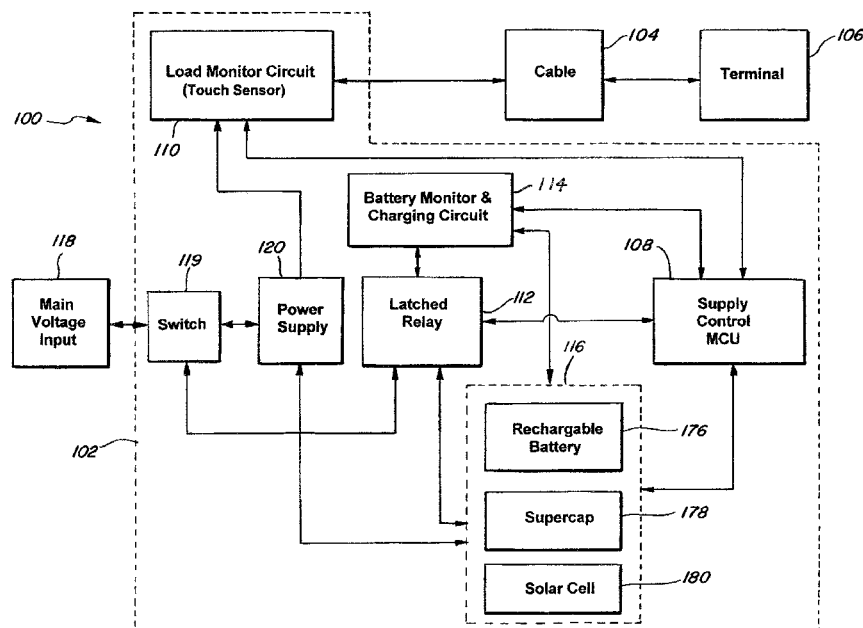 104
106
Load Monitor Circuit
(Touch Sensor)
Cable
Terminal
100
110
114
Battery Monitor &
Charging Circuit
118
119
120
108
Main
Voltage
Input
Switch
Power
Supply
Latched
Relay
112
Supply
Control
MCU
116
Rechargable
Battery
176
102
Supercap
178
Solar Cell
180